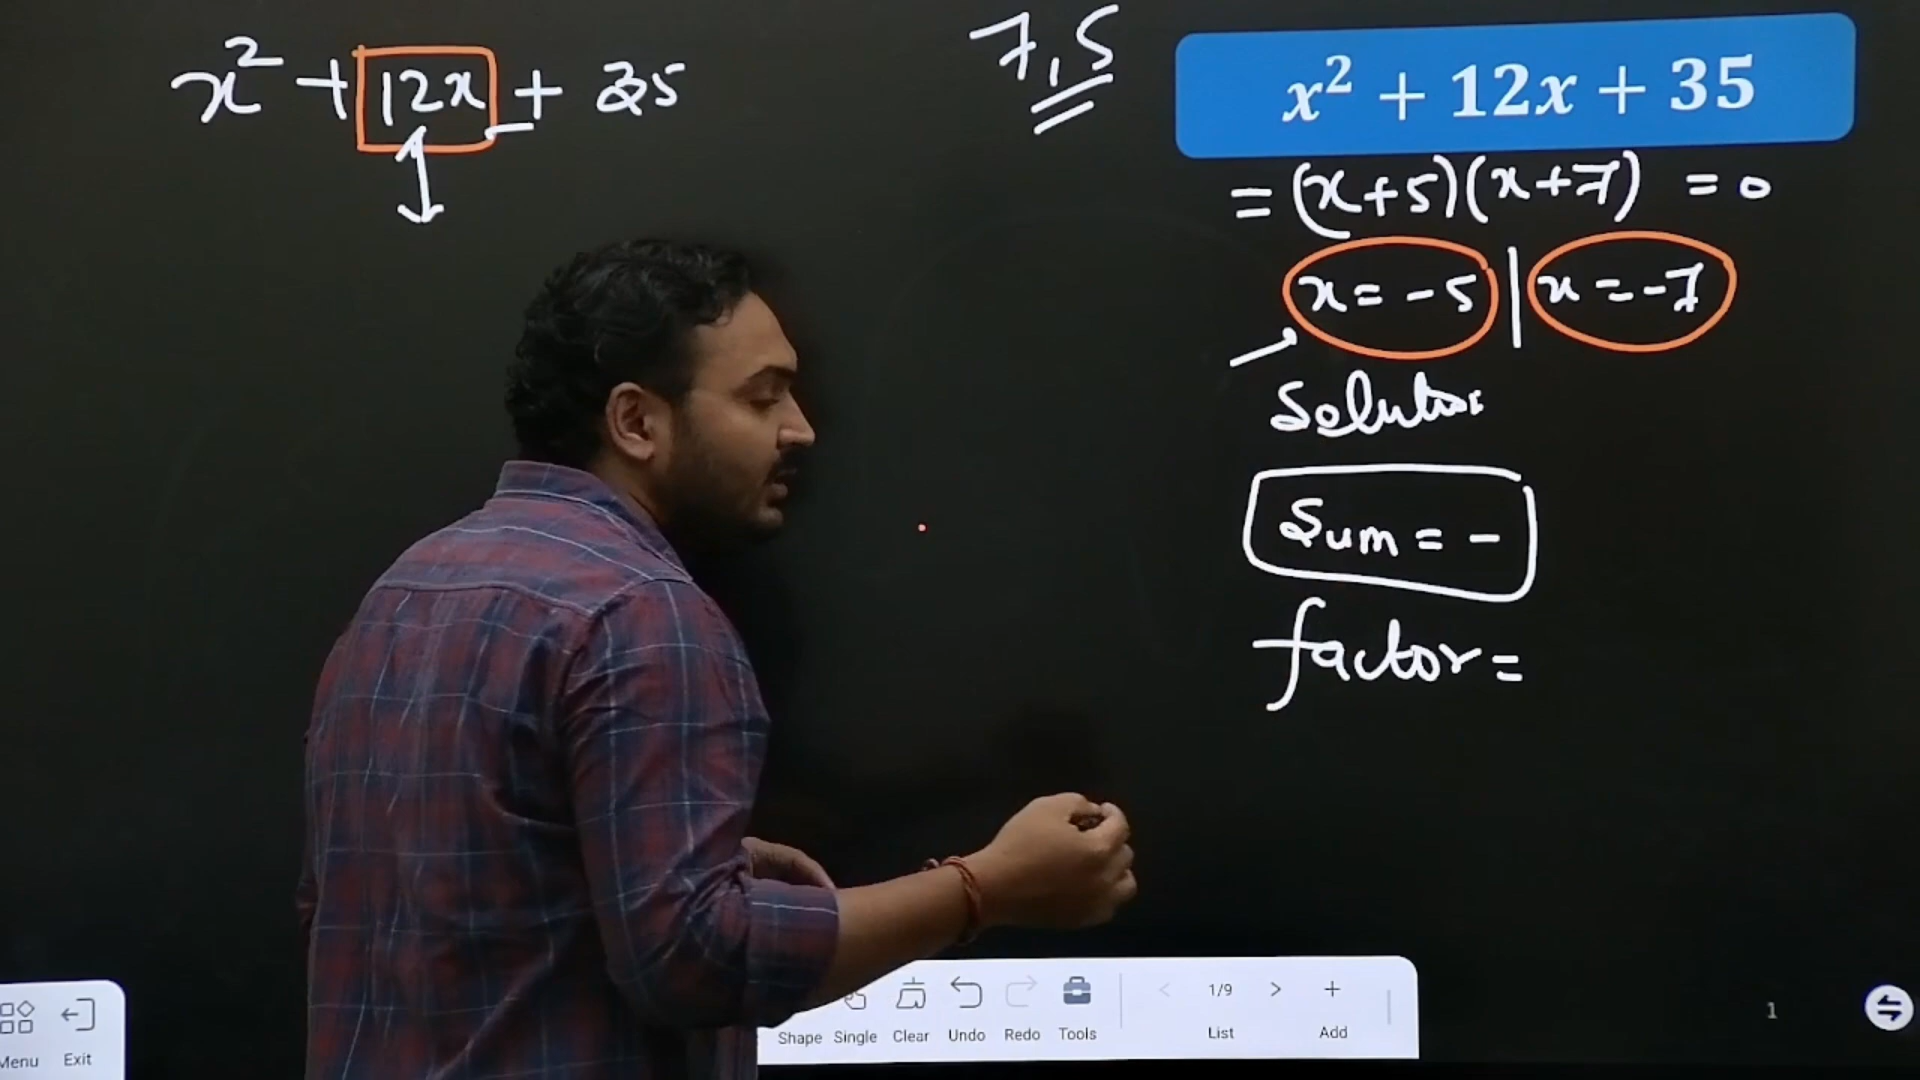 x² + 12x + 35
7,5
x² + 12x + 35
= (x+5)(x+7) = 0
x = -5 | x = -7
Sum = -
factor =
Menu Exit
Shape Single Clear Undo Redo Tools
1/9
List
Add
1